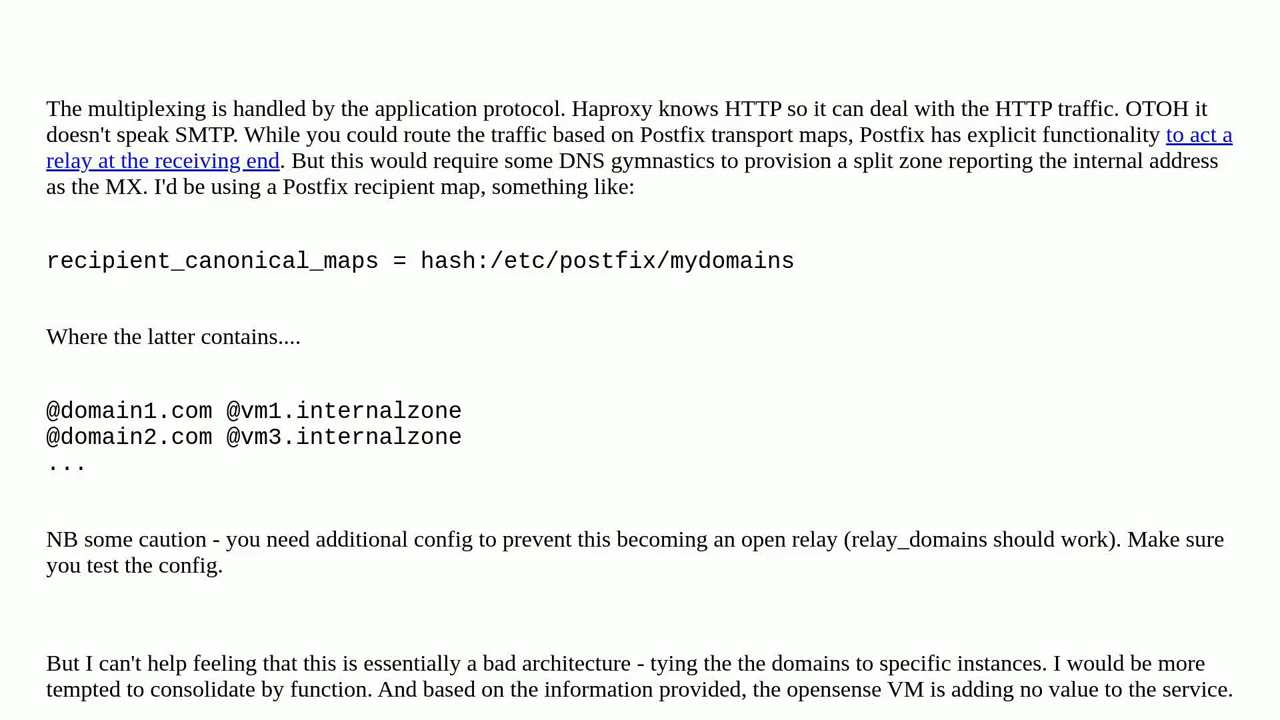 The multiplexing is handled by the application protocol. Haproxy knows HTTP so it can deal with the HTTP traffic. OTOH it
doesn't speak SMTP. While you could route the traffic based on Postfix transport maps, Postfix has explicit functionality to act a
relay at the receiving end. But this would require some DNS gymnastics to provision a split zone reporting the internal address
as the MX. I'd be using a Postfix recipient map, something like:
recipient_canonical_maps = hash:/etc/postfix/mydomains
Where the latter contains....
@domain1.com @vm1.internalzone
@domain2.com @vm3.internalzone
...
NB some caution - you need additional config to prevent this becoming an open relay (relay_domains should work). Make sure
you test the config.
But I can't help feeling that this is essentially a bad architecture - tying the the domains to specific instances. I would be more
tempted to consolidate by function. And based on the information provided, the opensense VM is adding no value to the service.